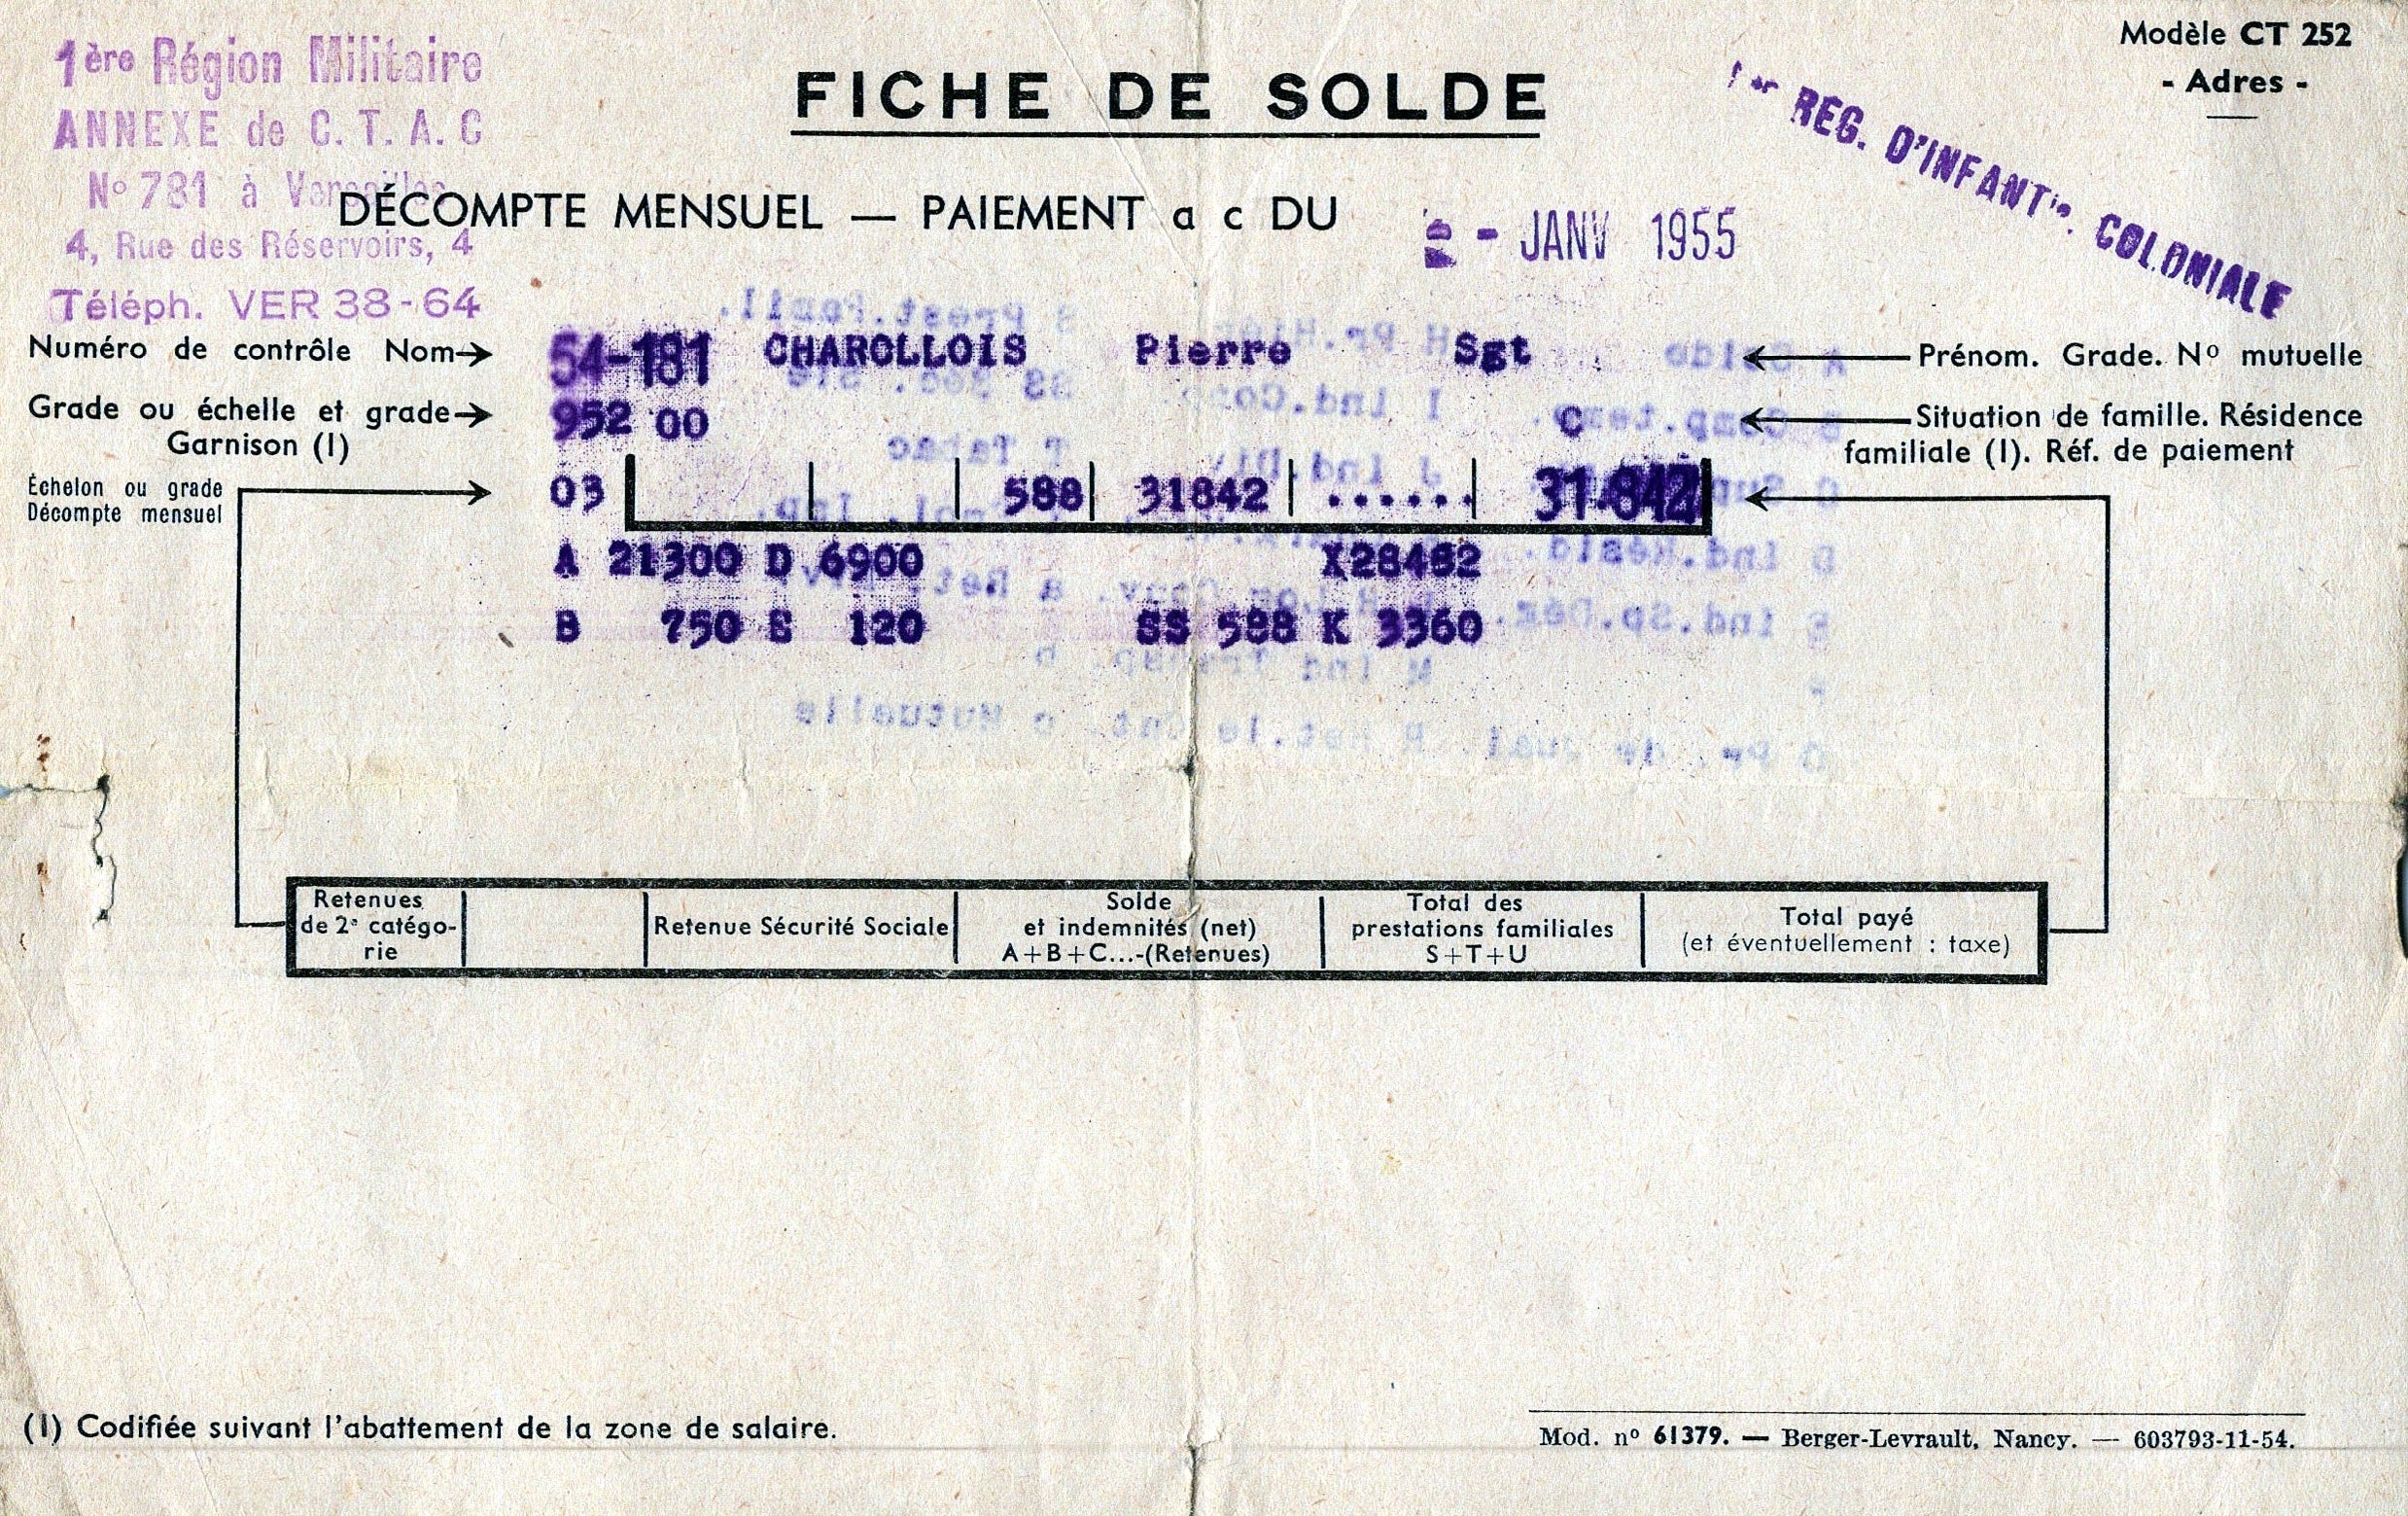 1ère Région Militaire
ANNEXE de C. T. A. C
N° 781 à Versailles
4, Rue des Réservoirs, 4
Téléph. VER 38-64
Modèle CT 252
- Adres -
FICHE DE SOLDE
1er RÉG. D'INFANTie. COLONIALE
DÉCOMPTE MENSUEL — PAIEMENT a c DU - JANV 1955
Numéro de contrôle Nom→ 54-181 CHAROLLOIS Pierre Sgt ← Prénom. Grade. No mutuelle
Grade ou échelle et grade→ 952 00 C ← Situation de famille. Résidence
Garnison (I) familiale (I). Réf. de paiement
Échelon ou grade
Décompte mensuel
03 588 31842 ...... 31.842
A 21300 D 6900 X28482
B 750 S 120 SS 588 K 3360
Retenues
de 2e catégo-
rie
Retenue Sécurité Sociale
Solde
et indemnités (net)
A+B+C...-(Retenues)
Total des
prestations familiales
S+T+U
Total payé
(et éventuellement : taxe)
(I) Codifiée suivant l'abattement de la zone de salaire.
Mod. no 61379. — Berger-Levrault, Nancy. — 603793-11-54.